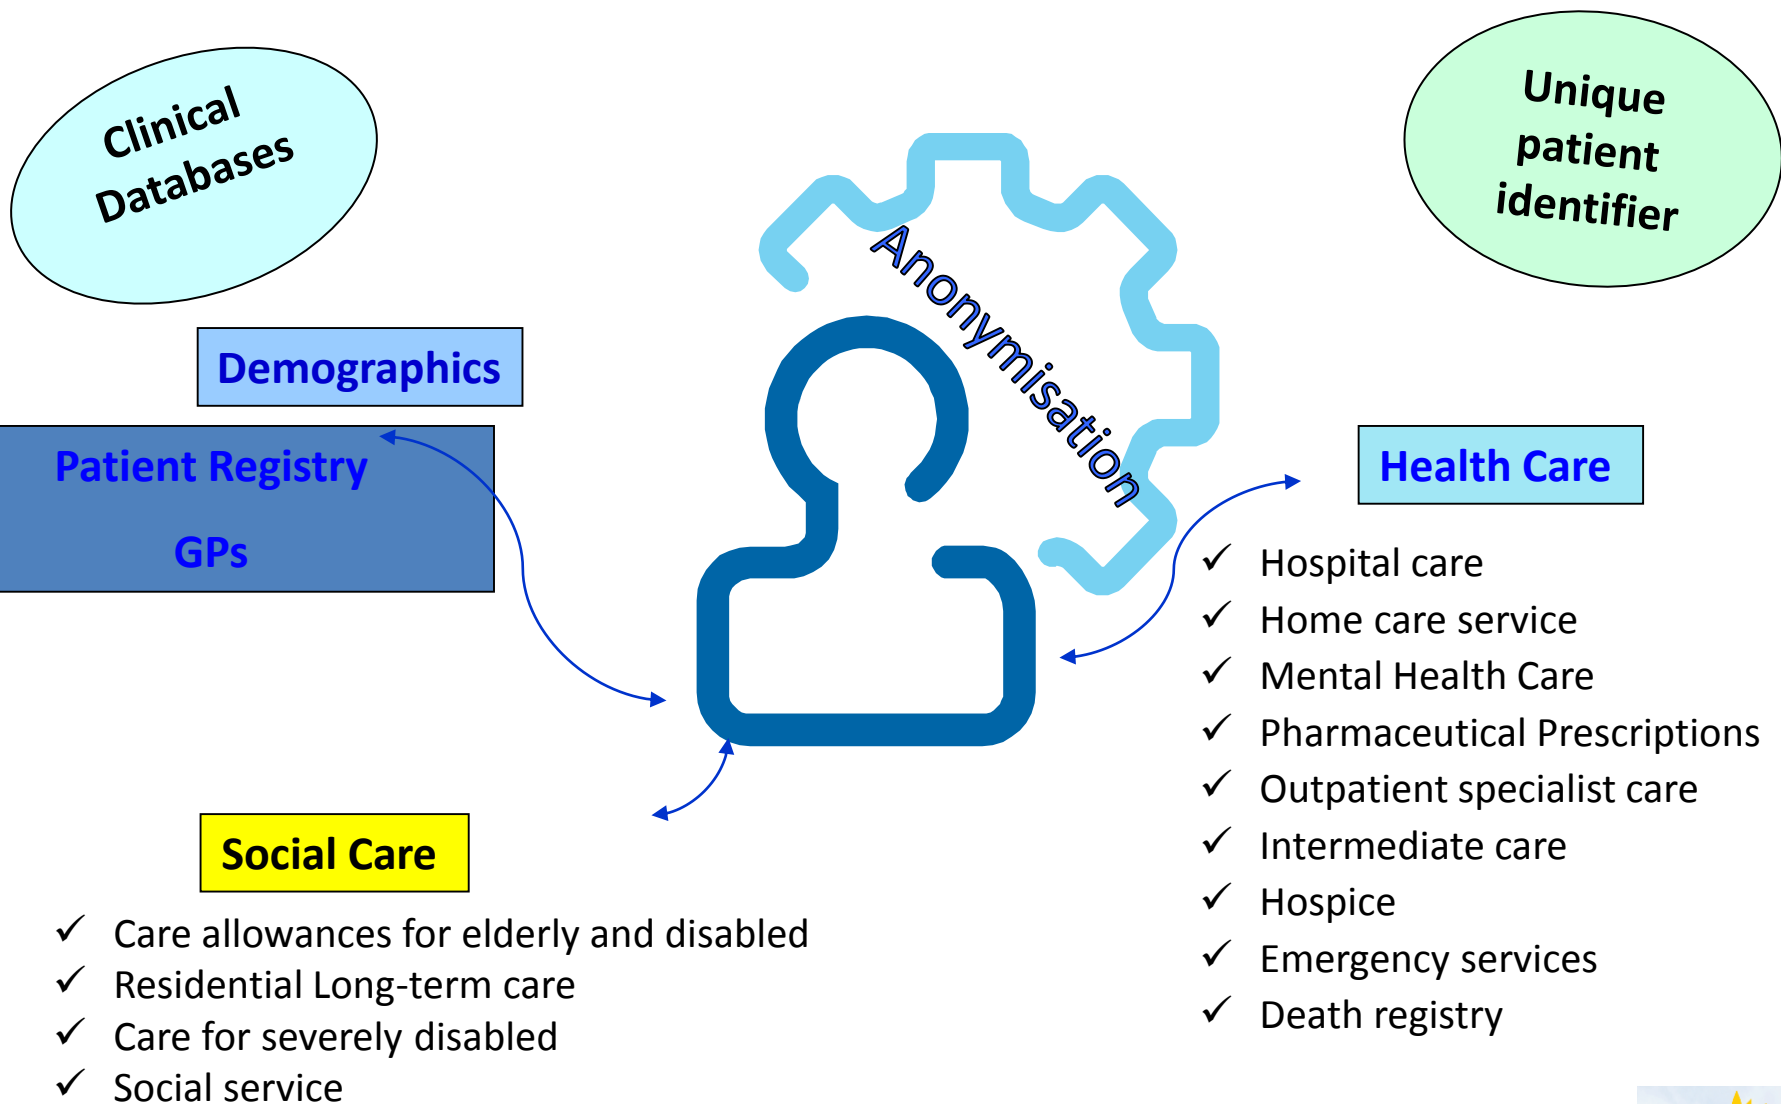 Clinical
Databases
Unique
patient
identifier
Anonymisation
Demographics
Patient Registry
GPs
Health Care
✓ Hospital care
✓ Home care service
✓ Mental Health Care
✓ Pharmaceutical Prescriptions
✓ Outpatient specialist care
✓ Intermediate care
✓ Hospice
✓ Emergency services
✓ Death registry
Social Care
✓ Care allowances for elderly and disabled
✓ Residential Long-term care
✓ Care for severely disabled
✓ Social service